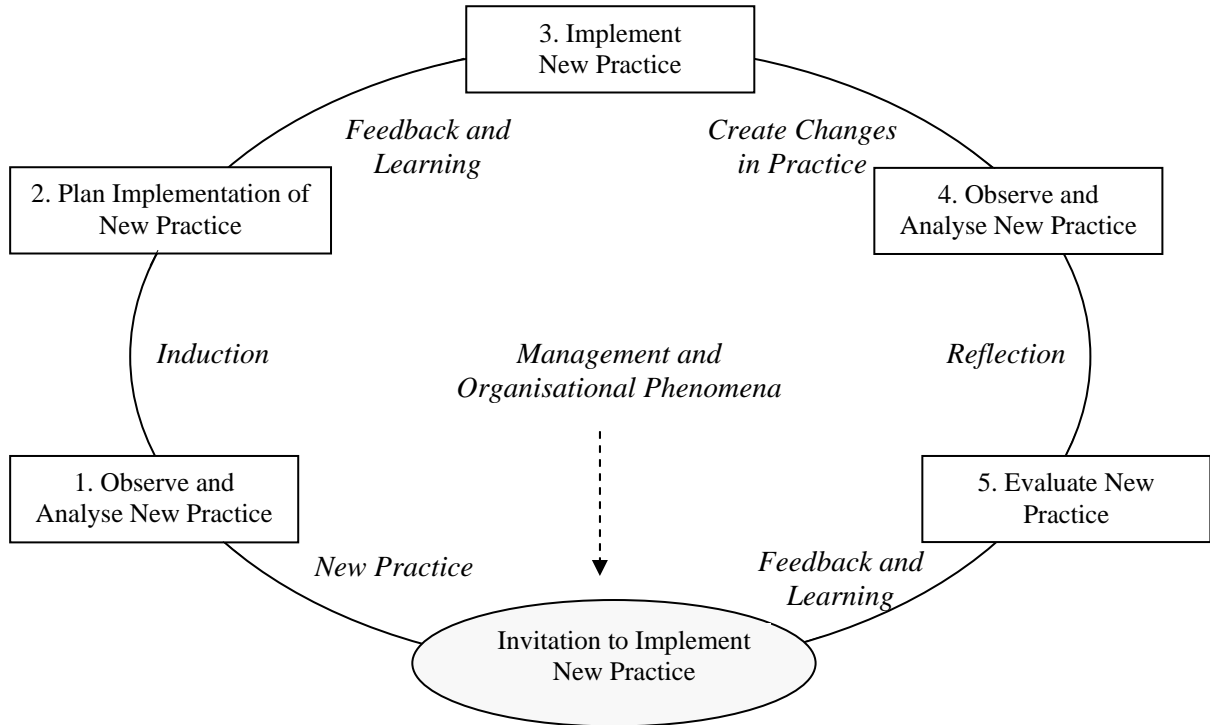 3. Implement
New Practice
Feedback and
Learning
Create Changes
in Practice
2. Plan Implementation of
New Practice
4. Observe and
Analyse New Practice
Induction
Management and
Organisational Phenomena
Reflection
1. Observe and
Analyse New Practice
5. Evaluate New
Practice
New Practice
Feedback and
Learning
Invitation to Implement
New Practice